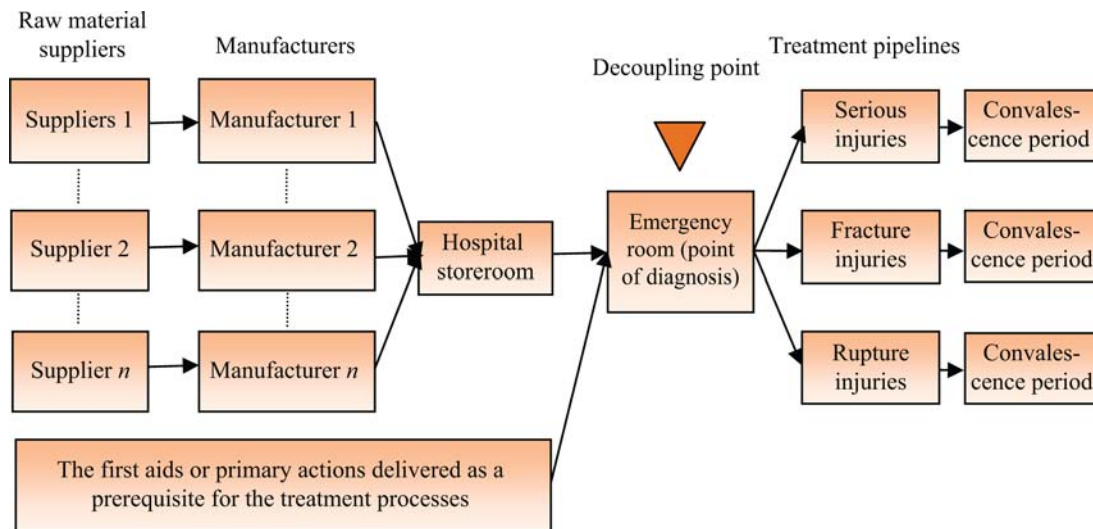 Raw material
suppliers
Manufacturers
Decoupling point
Treatment pipelines
Suppliers 1
Manufacturer 1
Serious
injuries
Convales-
cence period
Supplier 2
Manufacturer 2
Hospital
storeroom
Emergency
room (point
of diagnosis)
Fracture
injuries
Convales-
cence period
Supplier n
Manufacturer n
Rupture
injuries
Convales-
cence period
The first aids or primary actions delivered as a
prerequisite for the treatment processes